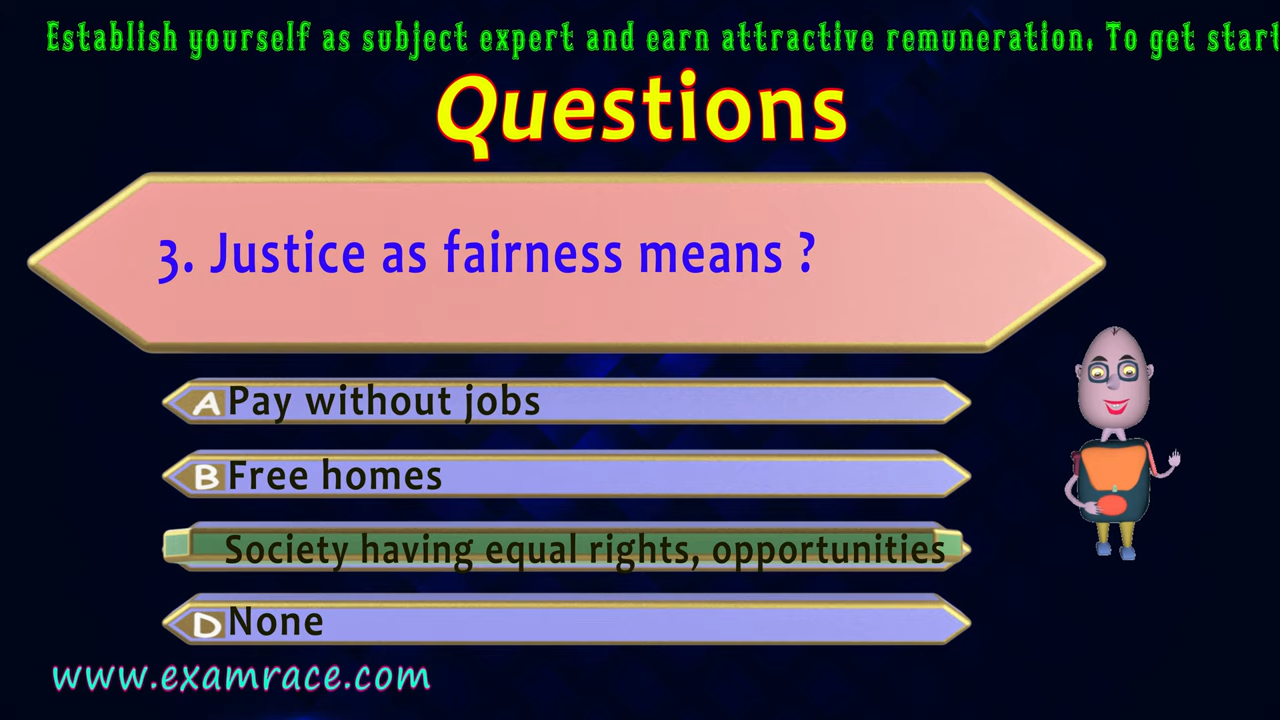 Establish yourself as subject expert and earn attractive remuneration. To get start
Questions
3. Justice as fairness means ?
A Pay without jobs
B Free homes
Society having equal rights, opportunities
D None
www.examrace.com